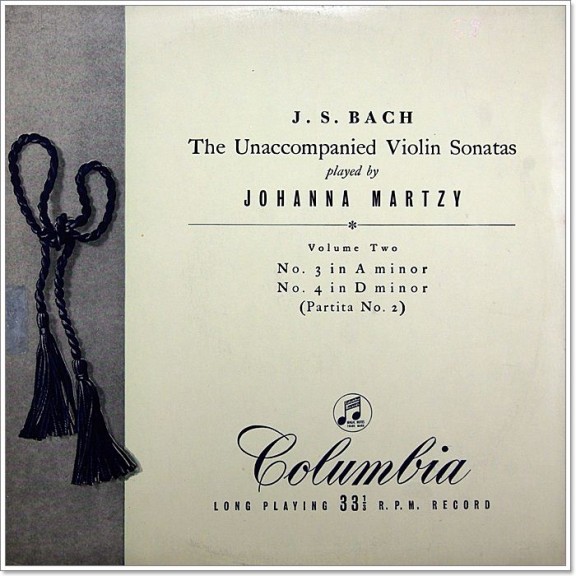 J. S. BACH
The Unaccompanied Violin Sonatas
played by
JOHANNA MARTZY
Volume Two
No. 3 in A minor
No. 4 in D minor
(Partita No. 2)
Columbia
LONG PLAYING 33⅓ R.P.M. RECORD